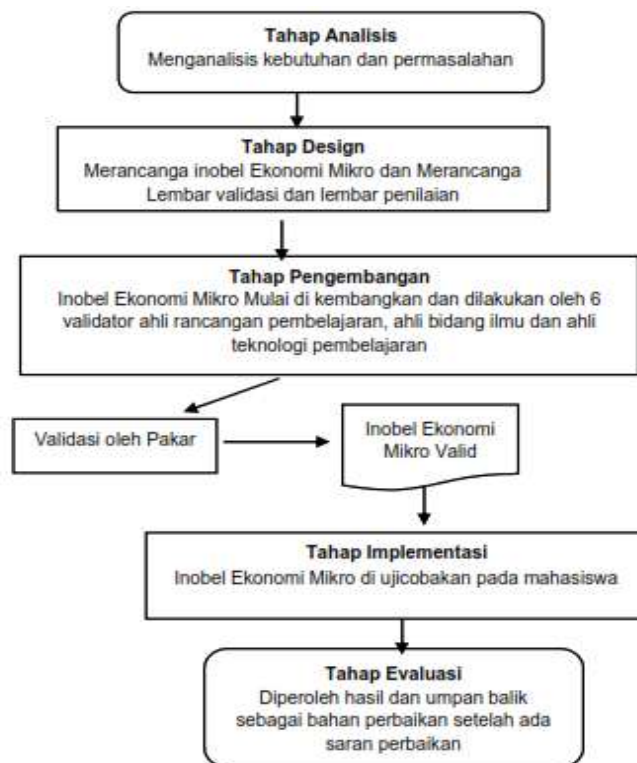 Tahap Analisis
Menganalisis kebutuhan dan permasalahan
Tahap Design
Merancanga inobel Ekonomi Mikro dan Merancanga
Lembar validasi dan lembar penilaian
Tahap Pengembangan
Inobel Ekonomi Mikro Mulai di kembangkan dan dilakukan oleh 6
validator ahli rancangan pembelajaran, ahli bidang ilmu dan ahli
teknologi pembelajaran
Validasi oleh Pakar
Inobel Ekonomi
Mikro Valid
Tahap Implementasi
Inobel Ekonomi Mikro di ujicobakan pada mahasiswa
Tahap Evaluasi
Diperoleh hasil dan umpan balik
sebagai bahan perbaikan setelah ada
saran perbaikan